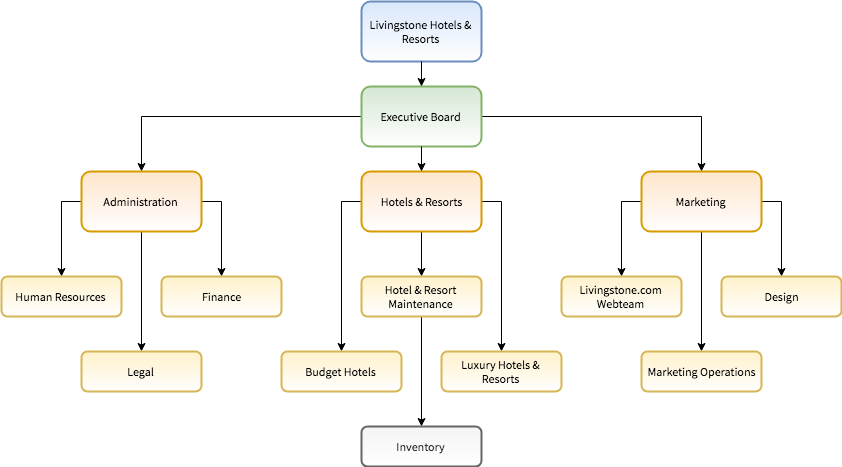 Livingstone Hotels &
Resorts
Executive Board
Administration
Hotels & Resorts
Marketing
Human Resources
Finance
Hotel & Resort
Maintenance
Livingstone.com
Webteam
Design
Legal
Budget Hotels
Luxury Hotels &
Resorts
Marketing Operations
Inventory